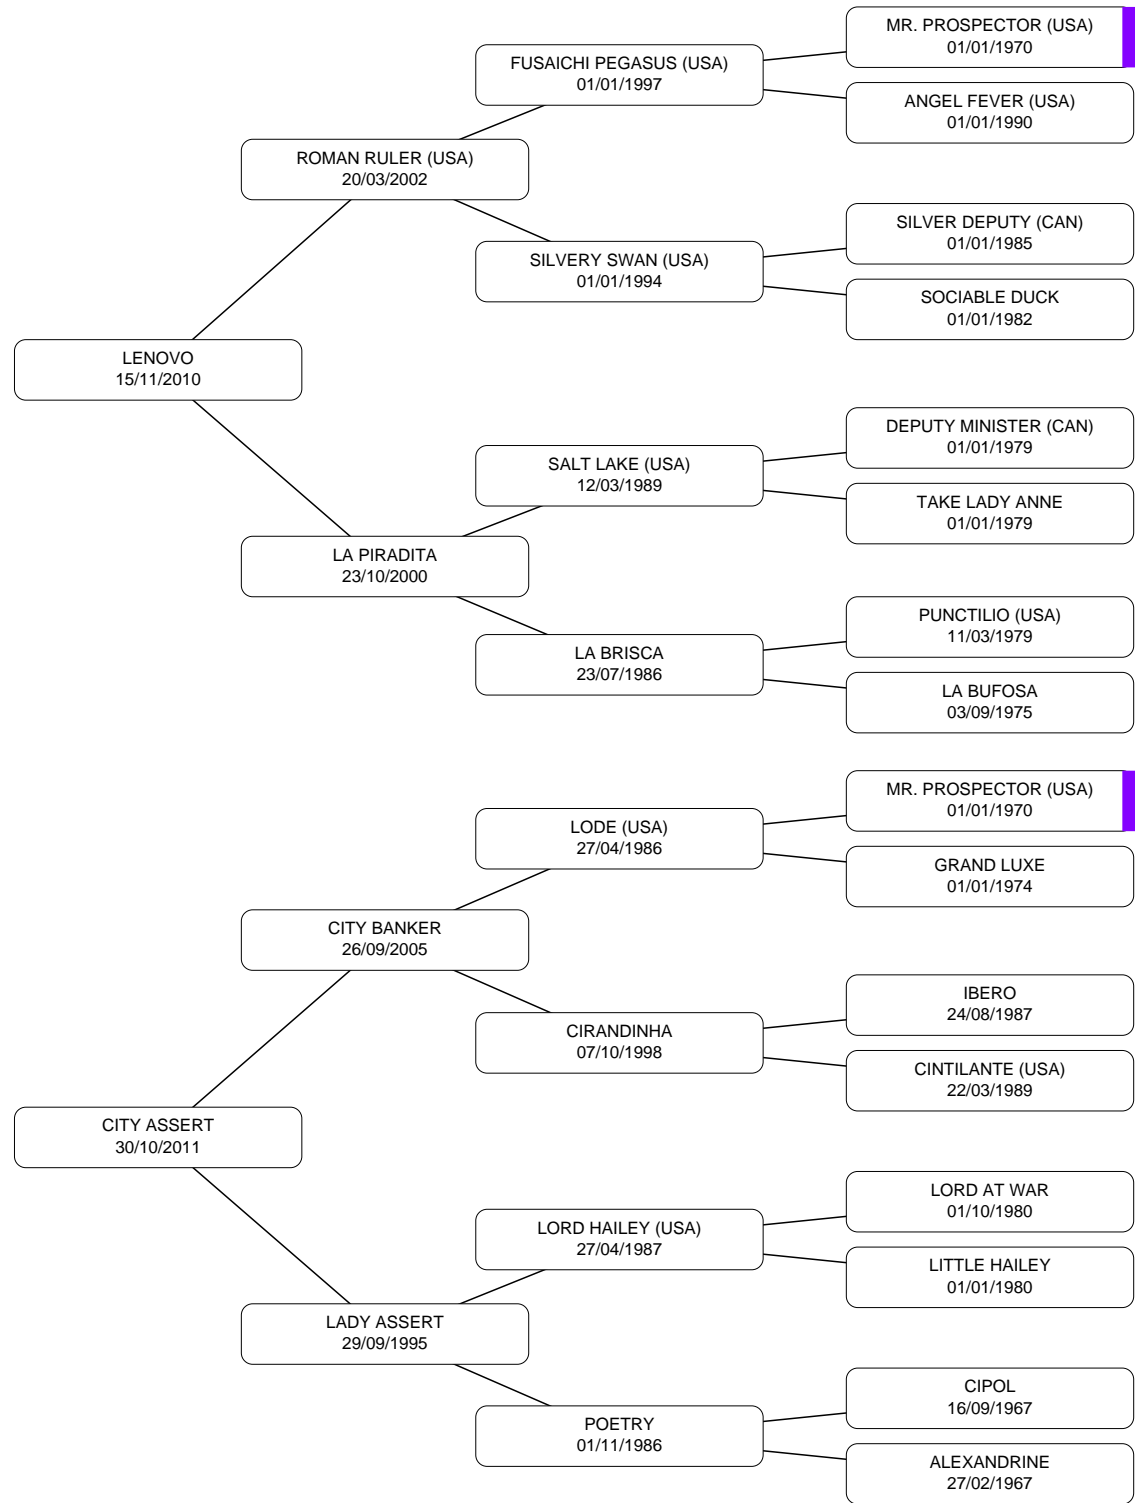 MR. PROSPECTOR (USA)
01/01/1970
FUSAICHI PEGASUS (USA)
01/01/1997
ANGEL FEVER (USA)
01/01/1990
ROMAN RULER (USA)
20/03/2002
SILVER DEPUTY (CAN)
01/01/1985
SILVERY SWAN (USA)
01/01/1994
SOCIABLE DUCK
01/01/1982
LENOVO
15/11/2010
DEPUTY MINISTER (CAN)
01/01/1979
SALT LAKE (USA)
12/03/1989
TAKE LADY ANNE
01/01/1979
LA PIRADITA
23/10/2000
PUNCTILIO (USA)
11/03/1979
LA BRISCA
23/07/1986
LA BUFOSA
03/09/1975
MR. PROSPECTOR (USA)
01/01/1970
LODE (USA)
27/04/1986
GRAND LUXE
01/01/1974
CITY BANKER
26/09/2005
IBERO
24/08/1987
CIRANDINHA
07/10/1998
CINTILANTE (USA)
22/03/1989
CITY ASSERT
30/10/2011
LORD AT WAR
01/10/1980
LORD HAILEY (USA)
27/04/1987
LITTLE HAILEY
01/01/1980
LADY ASSERT
29/09/1995
CIPOL
16/09/1967
POETRY
01/11/1986
ALEXANDRINE
27/02/1967